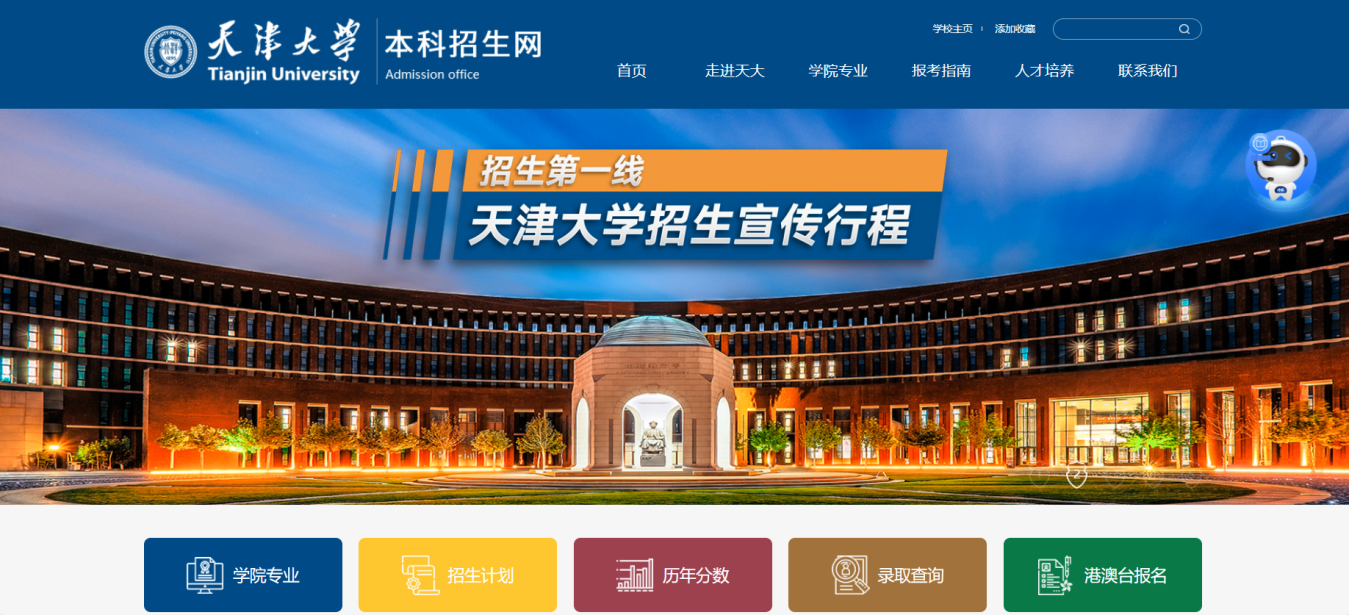 天津大学
Tianjin University
本科招生网
Admission office
学校主页
添加收藏
首页
走进天大
学院专业
报考指南
人才培养
联系我们
招生第一线
天津大学招生宣传行程
2
学院专业
招生计划
历年分数
录取查询
港澳台报名